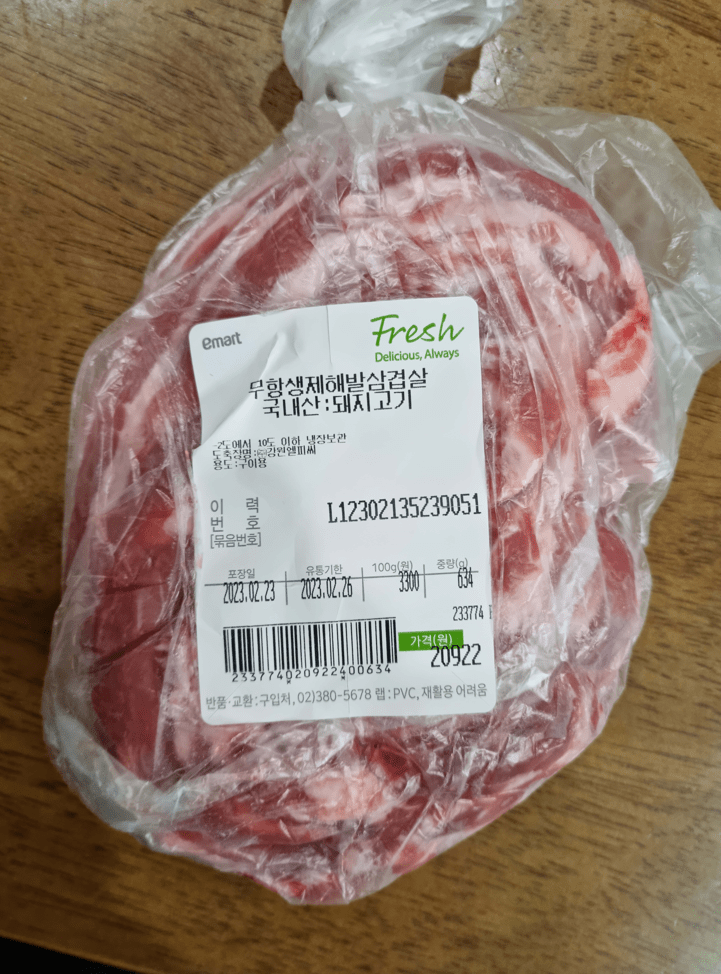 emart
Fresh
Delicious, Always
무항생제해발삼겹살
국내산:돼지고기
-2도에서 10도 이하 냉장보관
도축장명:㈜강원엘피씨
용도:구이용
이 력
번 호
[묶음번호]
L12302135239051
포장일 유통기한 100g(원) 중량(g)
2023.02.23 2023.02.26 3300 634
233774
가격(원)
20922
233774020922400634
반품·교환:구입처, 02)380-5678 랩:PVC, 재활용 어려움